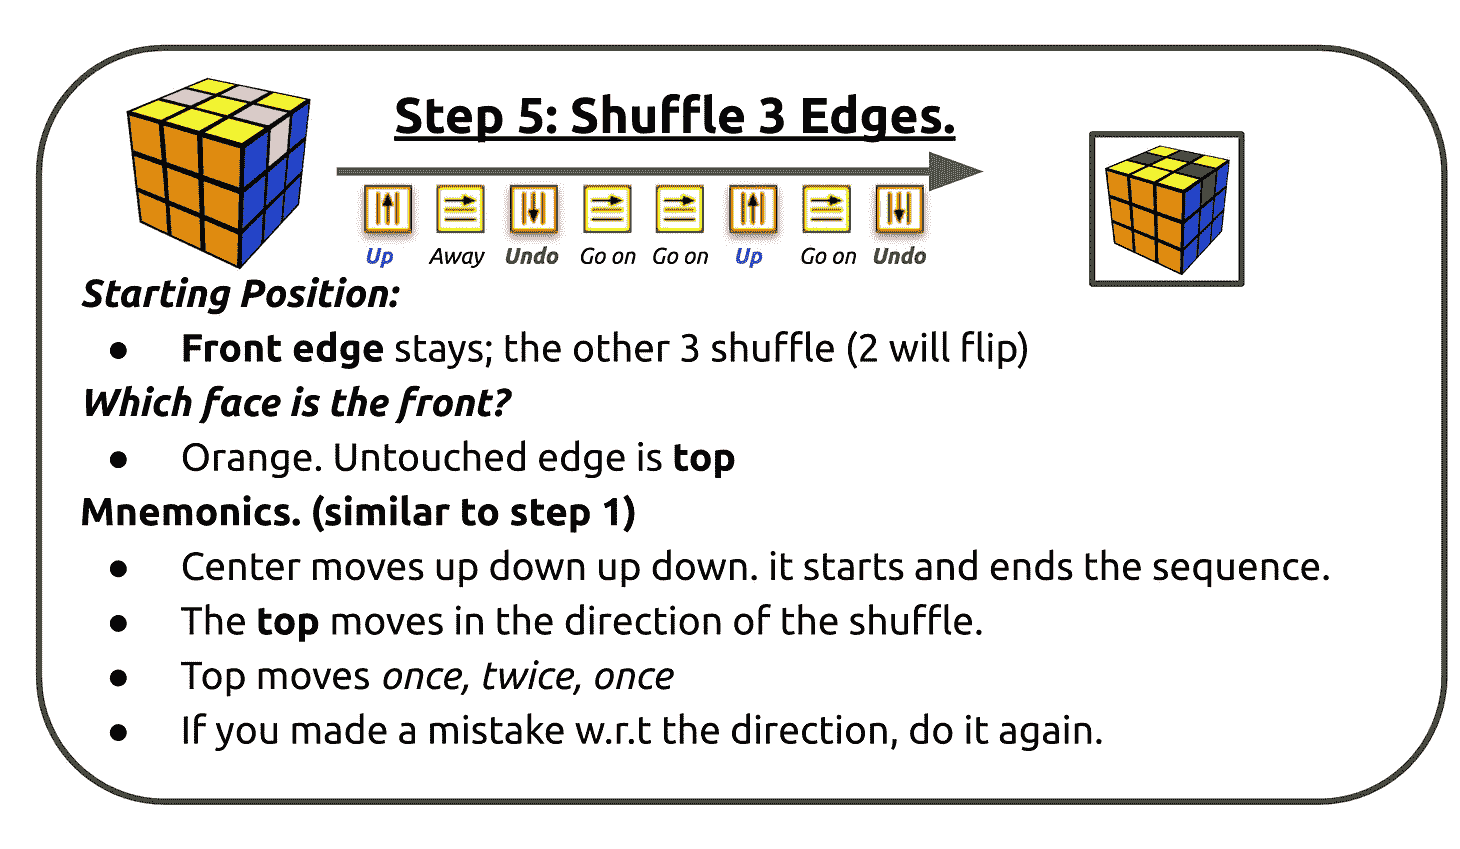 Step 5: Shuffle 3 Edges.
Up Away Undo Go on Go on Up Go on Undo
Starting Position:
● Front edge stays; the other 3 shuffle (2 will flip)
Which face is the front?
● Orange. Untouched edge is top
Mnemonics. (similar to step 1)
● Center moves up down up down. it starts and ends the sequence.
● The top moves in the direction of the shuffle.
● Top moves once, twice, once
● If you made a mistake w.r.t the direction, do it again.